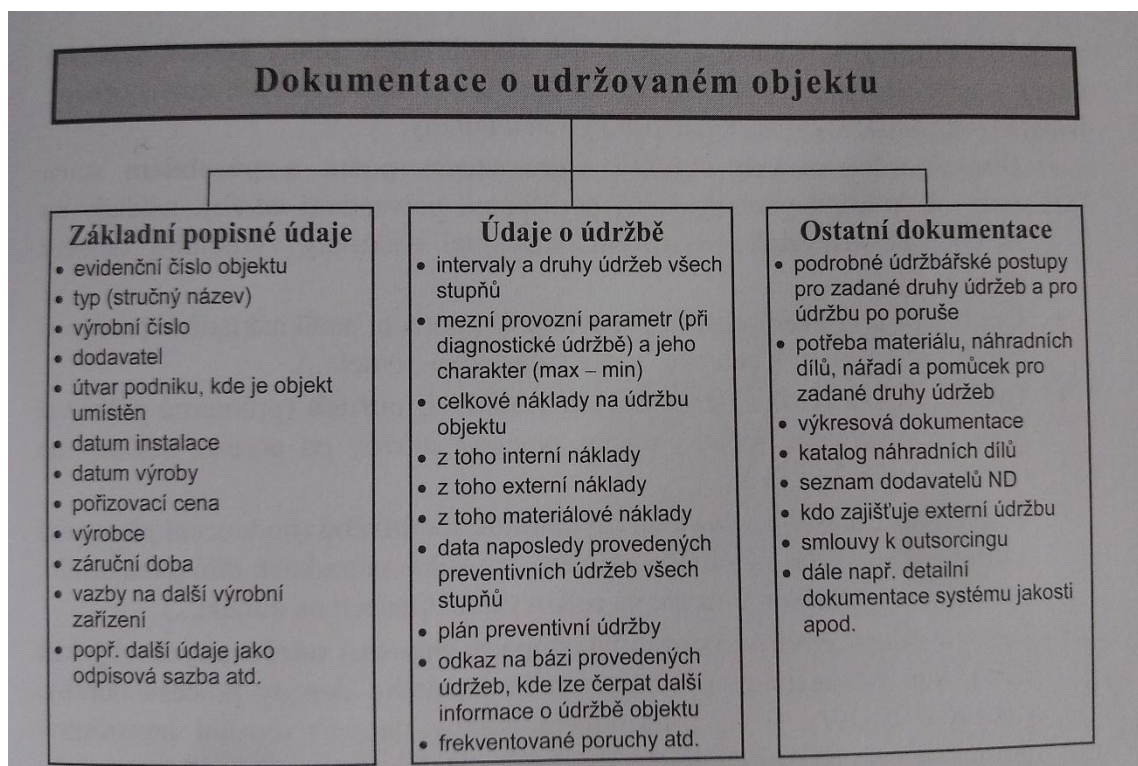 Dokumentace o udržovaném objektu
Základní popisné údaje
• evidenční číslo objektu
• typ (stručný název)
• výrobní číslo
• dodavatel
• útvar podniku, kde je objekt
umístěn
• datum instalace
• datum výroby
• pořizovací cena
• výrobce
• záruční doba
• vazby na další výrobní
zařízení
• popř. další údaje jako
odpisová sazba atd.
Údaje o údržbě
• intervaly a druhy údržeb všech
stupňů
• mezní provozní parametr (při
diagnostické údržbě) a jeho
charakter (max – min)
• celkové náklady na údržbu
objektu
• z toho interní náklady
• z toho externí náklady
• z toho materiálové náklady
• data naposledy provedených
preventivních údržeb všech
stupňů
• plán preventivní údržby
• odkaz na bázi provedených
údržeb, kde lze čerpat další
informace o údržbě objektu
• frekventované poruchy atd.
Ostatní dokumentace
• podrobné údržbářské postupy
pro zadané druhy údržeb a pro
údržbu po poruše
• potřeba materiálu, náhradních
dílů, nářadí a pomůcek pro
zadané druhy údržeb
• výkresová dokumentace
• katalog náhradních dílů
• seznam dodavatelů ND
• kdo zajišťuje externí údržbu
• smlouvy k outsorcingu
• dále např. detailní
dokumentace systému jakosti
apod.